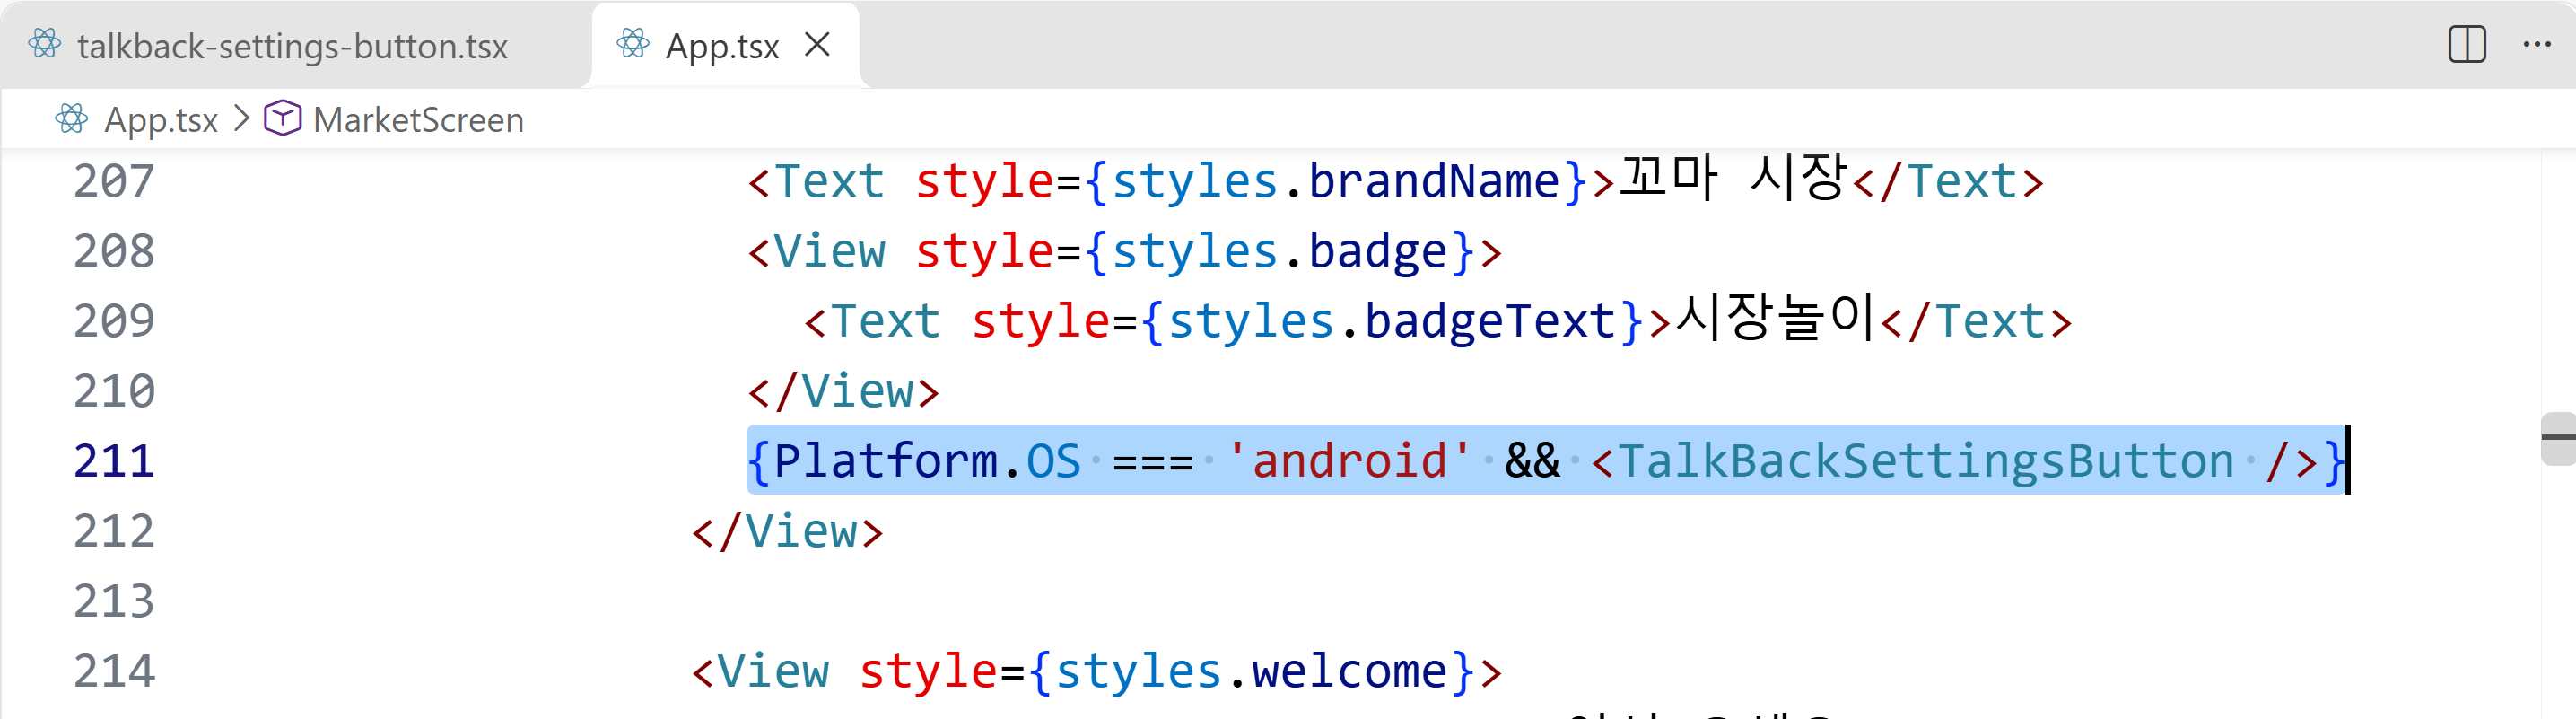 talkback-settings-button.tsx App.tsx
App.tsx > MarketScreen
207 <Text style={styles.brandName}>꼬마 시장</Text>
208 <View style={styles.badge}>
209 <Text style={styles.badgeText}>시장놀이</Text>
210 </View>
211 {Platform.OS === 'android' && <TalkBackSettingsButton />}
212 </View>
213
214 <View style={styles.welcome}>